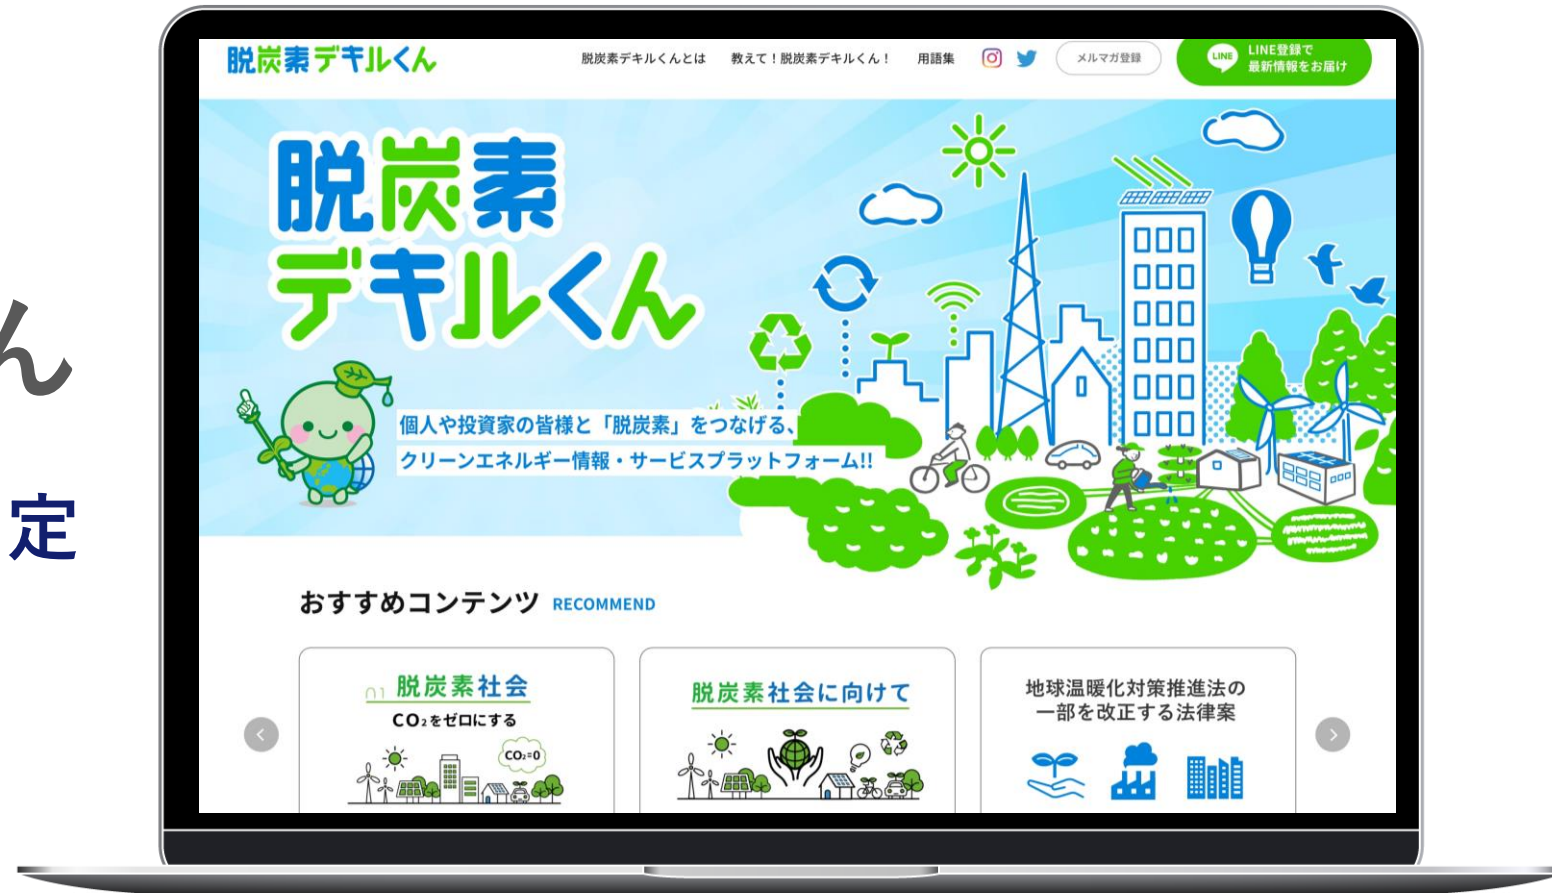 ん
定
脱炭素デキルくん
脱炭素デキルくんとは 教えて！脱炭素デキルくん！ 用語集 メルマガ登録
LINE
LINE登録で
最新情報をお届け
脱炭素
デキルくん
個人や投資家の皆様と「脱炭素」をつなげる、
クリーンエネルギー情報・サービスプラットフォーム!!
おすすめコンテンツ RECOMMEND
01 脱炭素社会
CO₂をゼロにする
CO₂=0
脱炭素社会に向けて
地球温暖化対策推進法の
一部を改正する法律案